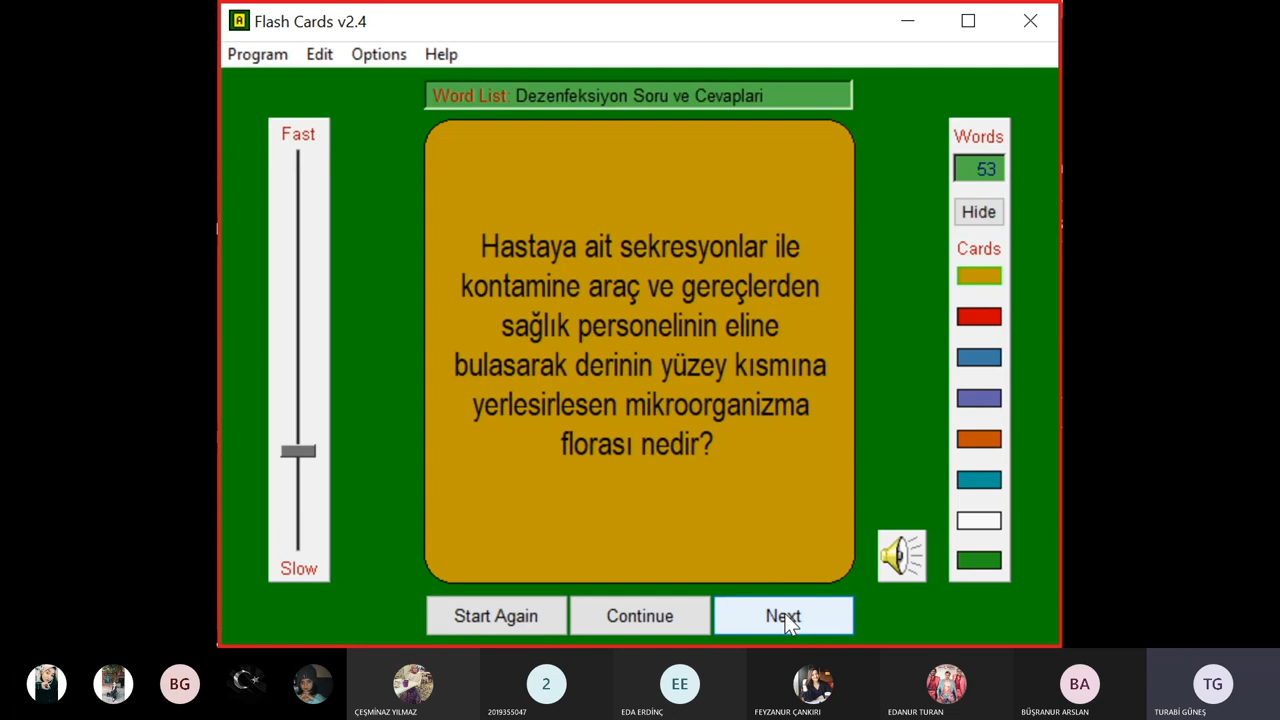 Flash Cards v2.4
Program Edit Options Help
Word List: Dezenfeksiyon Soru ve Cevaplari
Fast
Slow
Hastaya ait sekresyonlar ile
kontamine araç ve gereçlerden
sağlık personelinin eline
bulasarak derinin yüzey kısmına
yerlesirlesen mikroorganizma
florası nedir?
Words
53
Hide
Cards
Start Again Continue Next
BG
2
EE
BA
TG
ÇEŞMİNAZ YILMAZ
2019355047
EDA ERDİNÇ
FEYZANUR ÇANKIRI
EDANUR TURAN
BÜŞRANUR ARSLAN
TURABİ GÜNEŞ